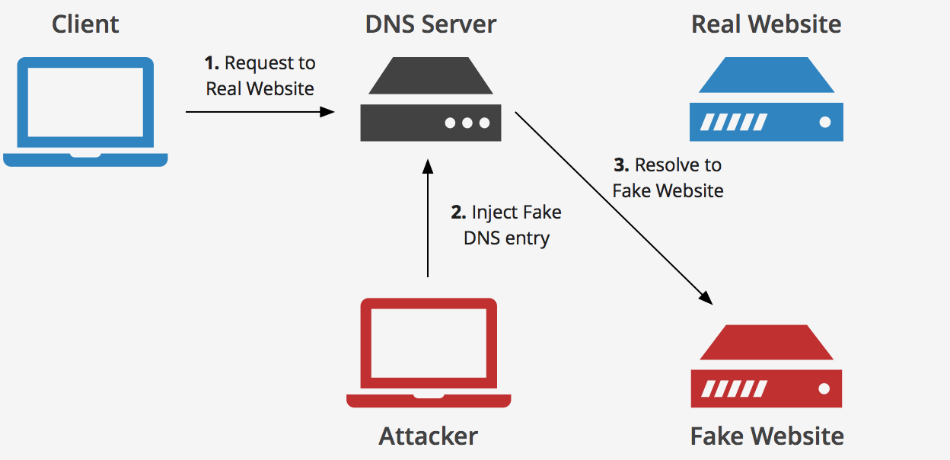 Client
DNS Server
Real Website
1. Request to
Real Website
3. Resolve to
Fake Website
2. Inject Fake
DNS entry
Attacker
Fake Website